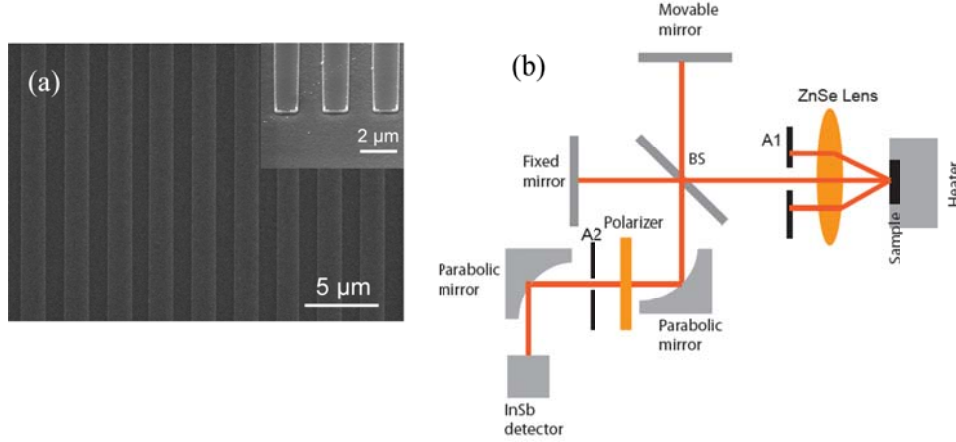 (a)
2 μm
5 μm
(b)
Movable
mirror
ZnSe Lens
A1
Fixed
mirror
BS
Heater
Sample
Polarizer
A2
Parabolic
mirror
Parabolic
mirror
InSb
detector